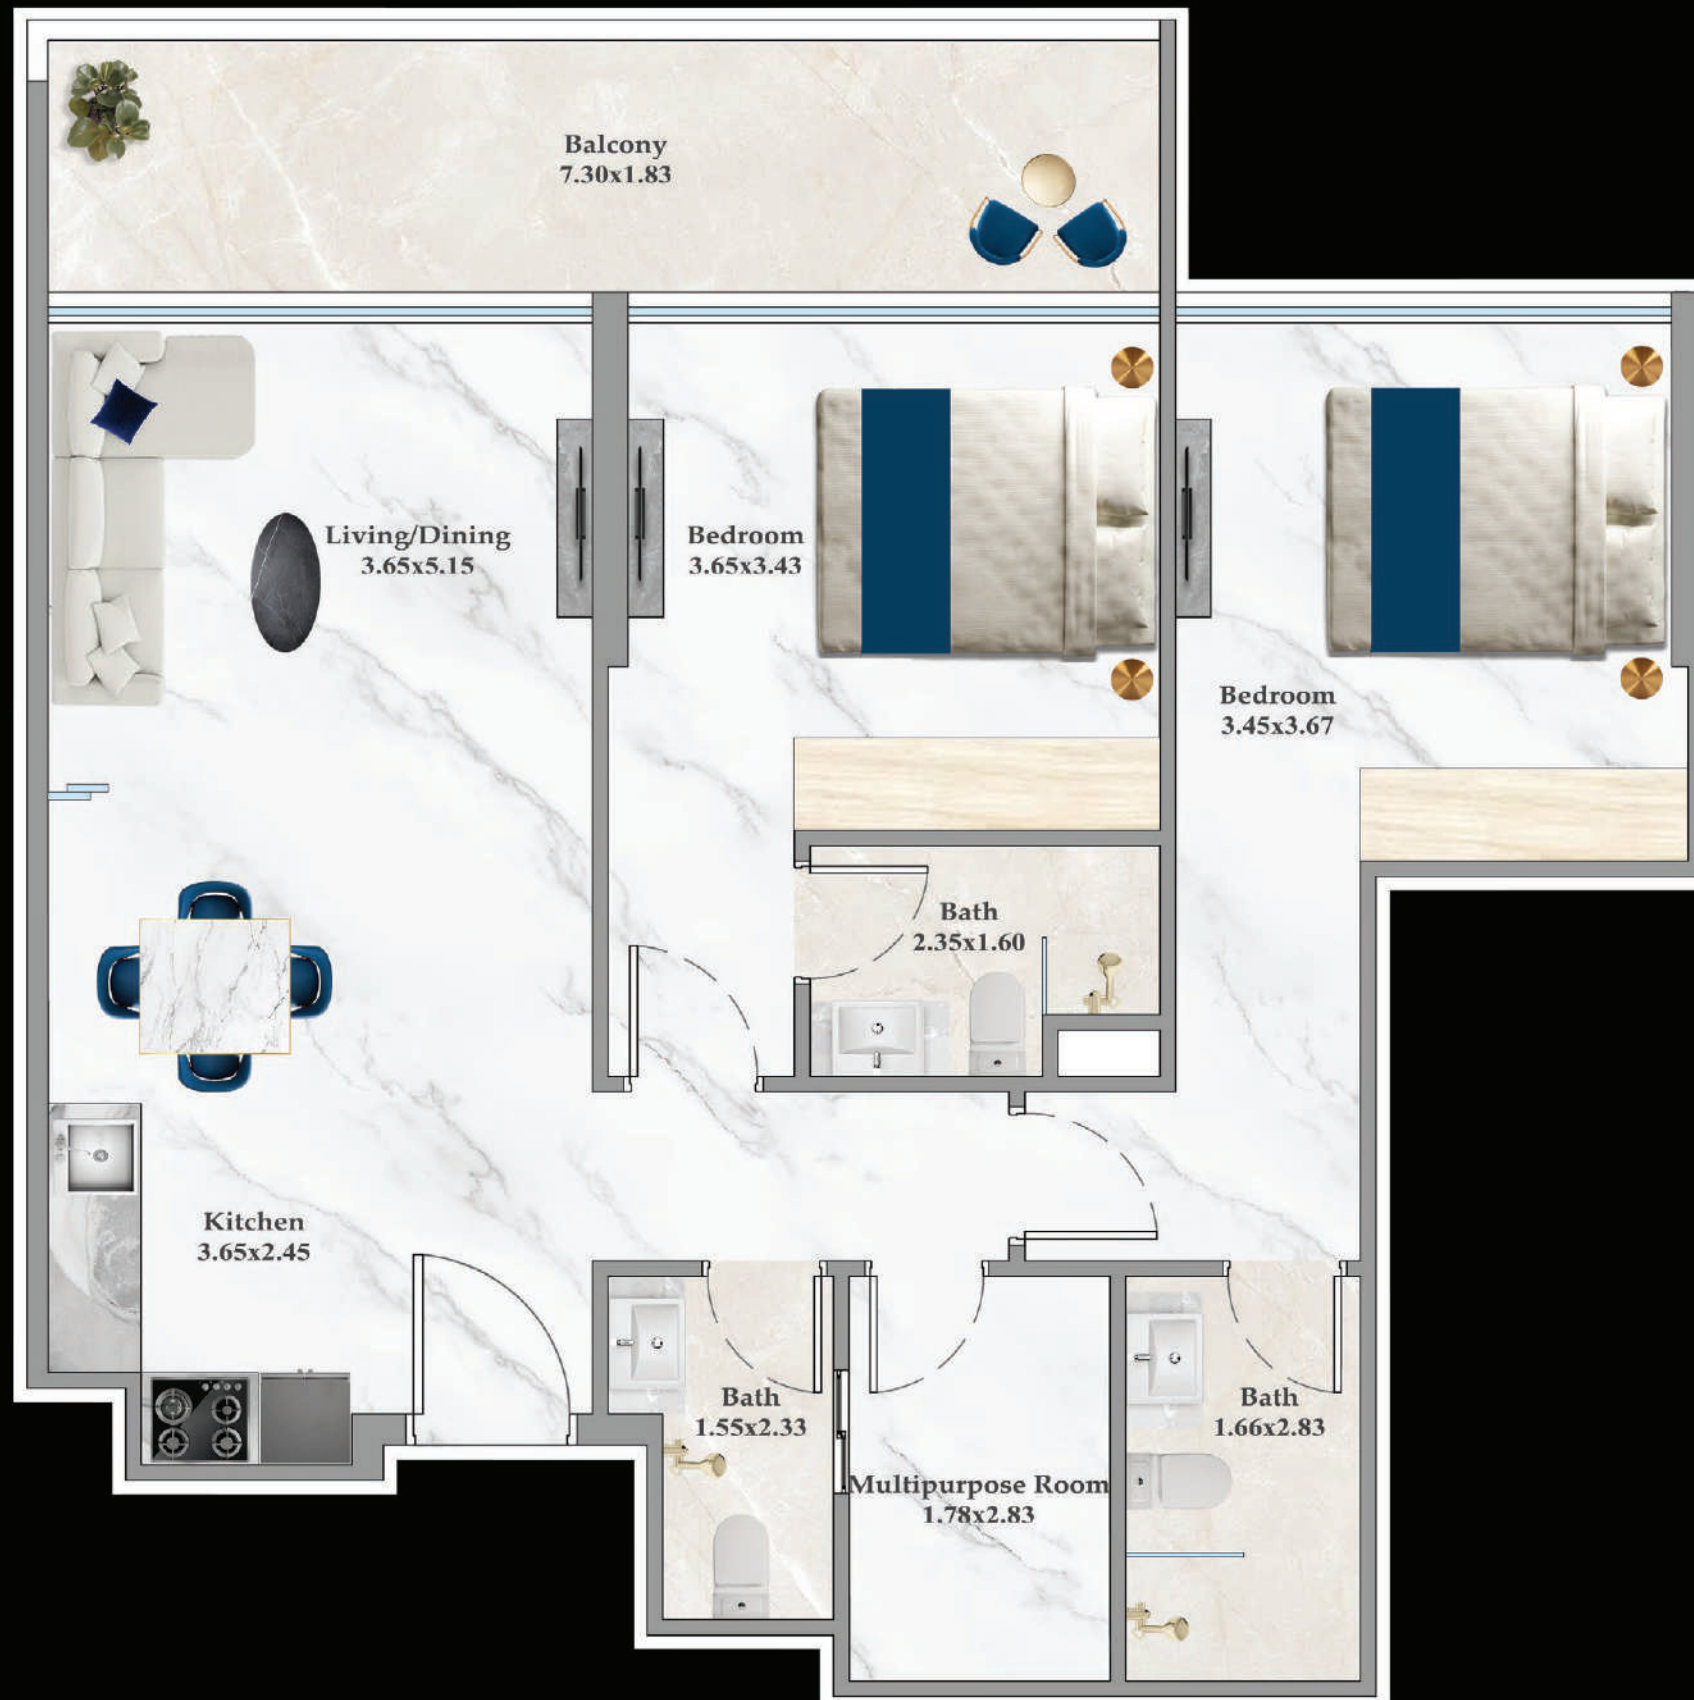 Balcony
7.30x1.83
Living/Dining
3.65x5.15
Bedroom
3.65x3.43
Bedroom
3.45x3.67
Bath
2.35x1.60
Kitchen
3.65x2.45
Bath
1.55x2.33
Multipurpose Room
1.78x2.83
Bath
1.66x2.83